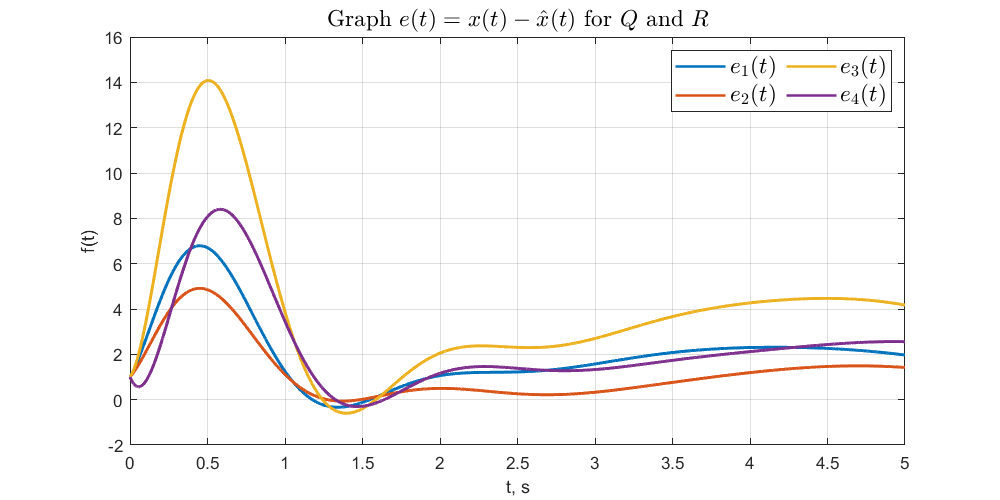 Graph e(t) = x(t) − x̂(t) for Q and R
16
14
12
10
8
6
4
2
0
-2
f(t)
e₁(t) e₃(t)
e₂(t) e₄(t)
0 0.5 1 1.5 2 2.5 3 3.5 4 4.5 5
t, s